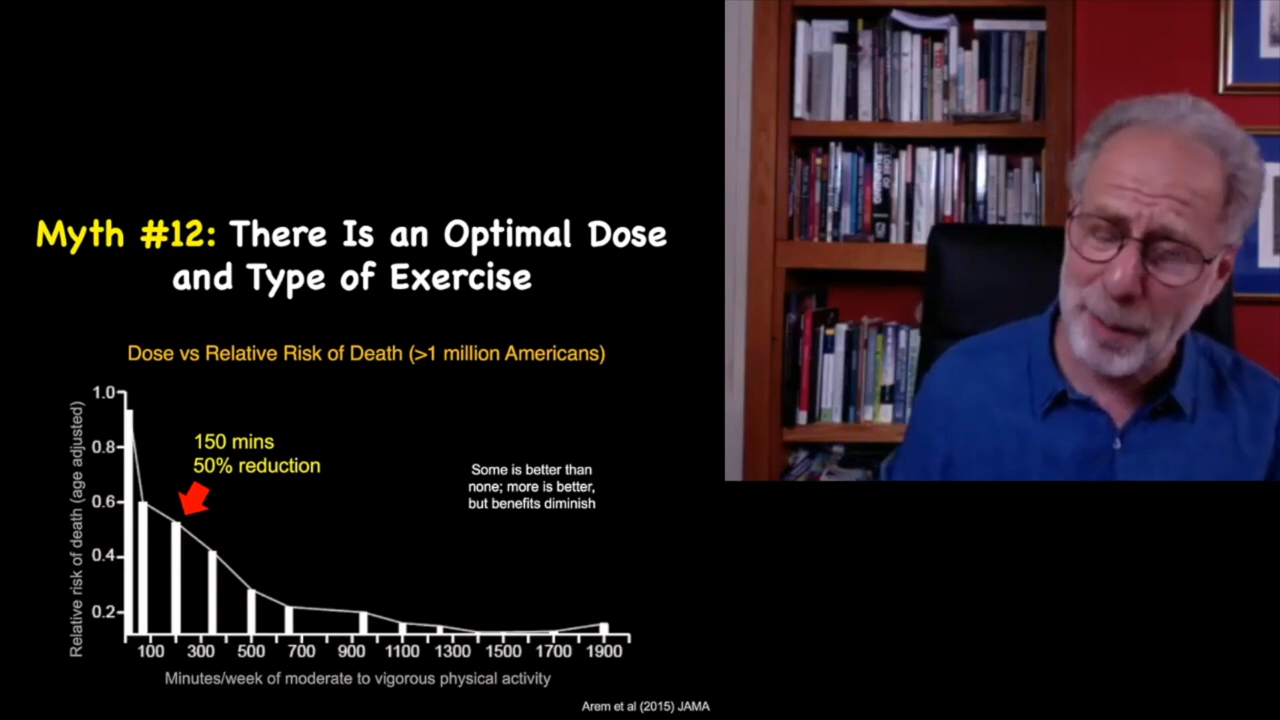 Myth #12: There Is an Optimal Dose
and Type of Exercise
Dose vs Relative Risk of Death (>1 million Americans)
Relative risk of death (age adjusted)
1.0
0.8
0.6
0.4
0.2
150 mins
50% reduction
Some is better than
none; more is better,
but benefits diminish
100 300 500 700 900 1100 1300 1500 1700 1900
Minutes/week of moderate to vigorous physical activity
Arem et al (2015) JAMA